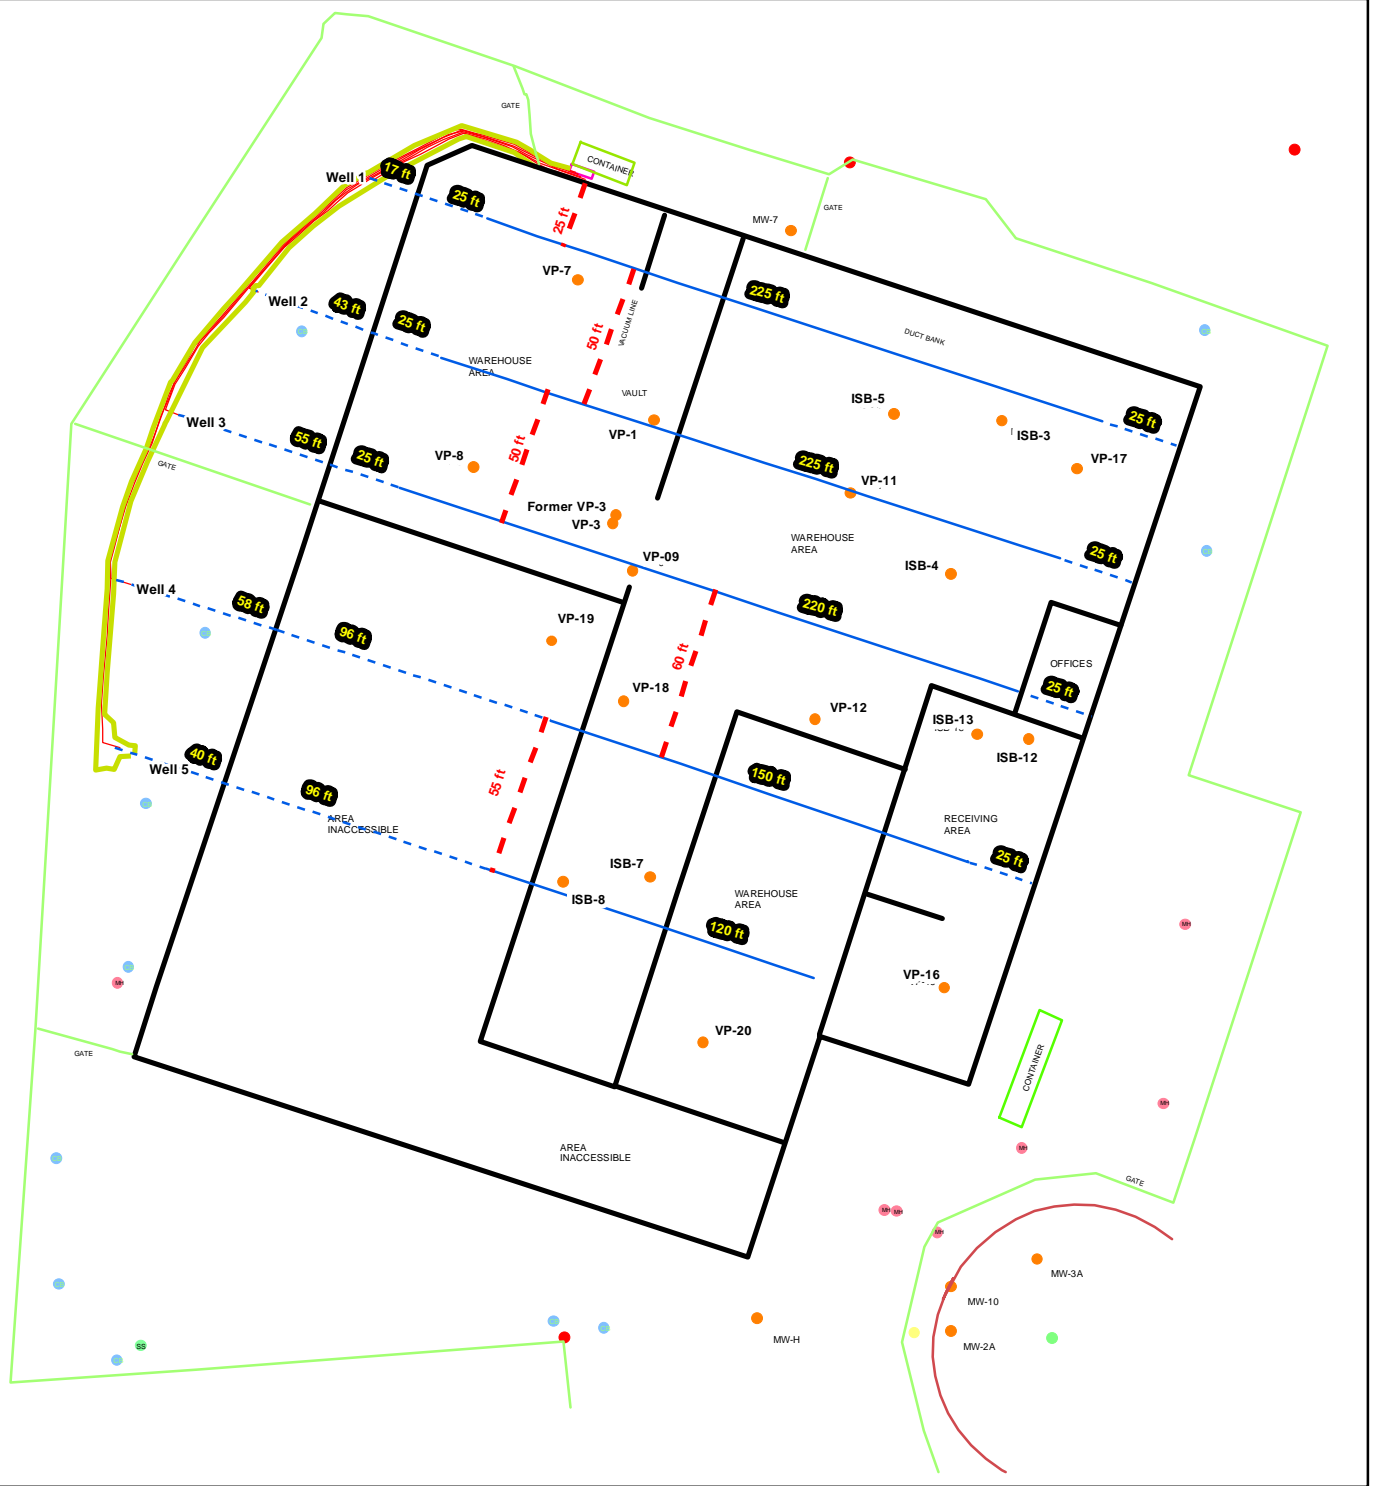 GATE
CONTAINER
17 ft
Well 1
25 ft
25 ft
MW-7
GATE
VP-7
225 ft
Well 2
43 ft
25 ft
VACUUM LINE
50 ft
DUCT BANK
WAREHOUSE
AREA
VAULT
ISB-5
25 ft
Well 3
55 ft
VP-1
ISB-3
50 ft
25 ft
VP-8
225 ft
VP-17
GATE
VP-11
Former VP-3
VP-3
WAREHOUSE
AREA
VP-09
25 ft
ISB-4
Well 4
58 ft
220 ft
VP-19
96 ft
60 ft
OFFICES
VP-18
25 ft
VP-12
ISB-13
ISB-12
40 ft
Well 5
55 ft
150 ft
96 ft
AREA
INACCESSIBLE
RECEIVING
AREA
25 ft
ISB-7
ISB-8
WAREHOUSE
AREA
120 ft
MH
VP-16
MH
VP-20
GATE
CONTAINER
MH
MH
AREA
INACCESSIBLE
GATE
MH
MH
MH
MW-3A
MW-10
MW-H
MW-2A
SS